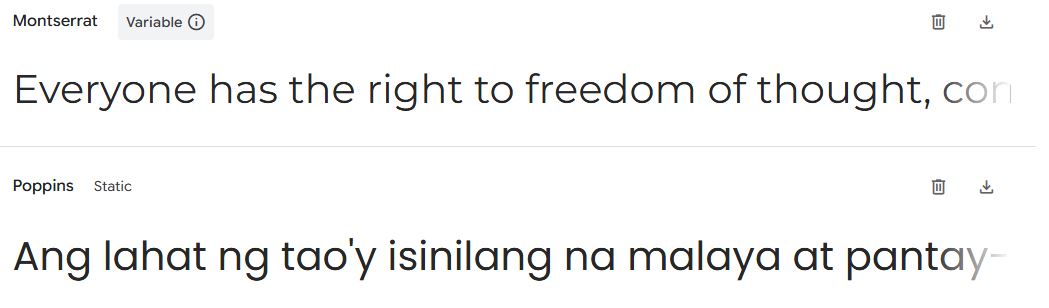 Montserrat Variable
Everyone has the right to freedom of thought, con
Poppins Static
Ang lahat ng tao'y isinilang na malaya at pantay-